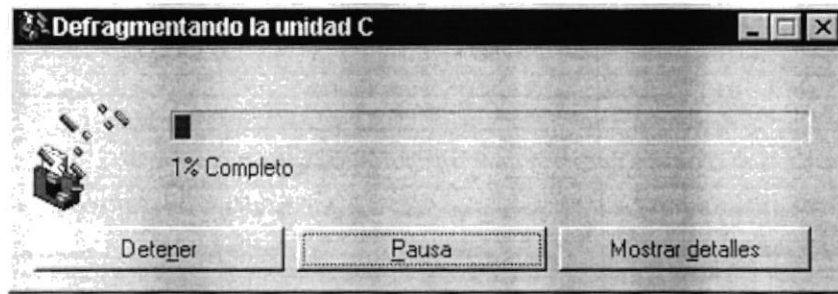 Defragmentando la unidad C
1% Completo
Detener
Pausa
Mostrar detalles